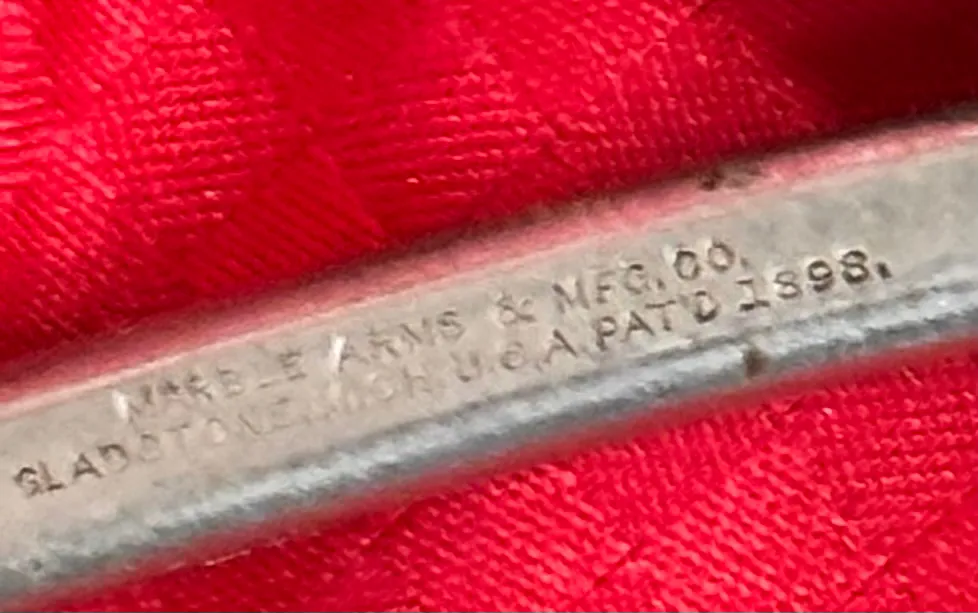 MARBLE ARMS & MFG. CO.
GLADSTONE MICH. U.S.A. PAT'D 1898.